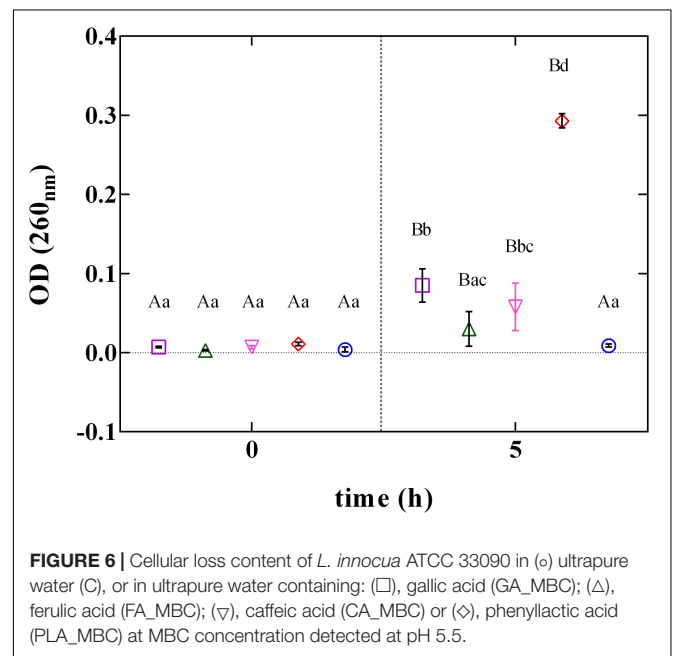 0.4
Bd
0.3
0.2
Bb
Bbc
Bac
0.1
Aa Aa Aa Aa Aa Aa
0.0
-0.1
OD (260nm)
0 5
time (h)
FIGURE 6 | Cellular loss content of L. innocua ATCC 33090 in (○) ultrapure
water (C), or in ultrapure water containing: (□), gallic acid (GA_MBC); (△),
ferulic acid (FA_MBC); (▽), caffeic acid (CA_MBC) or (◇), phenyllactic acid
(PLA_MBC) at MBC concentration detected at pH 5.5.